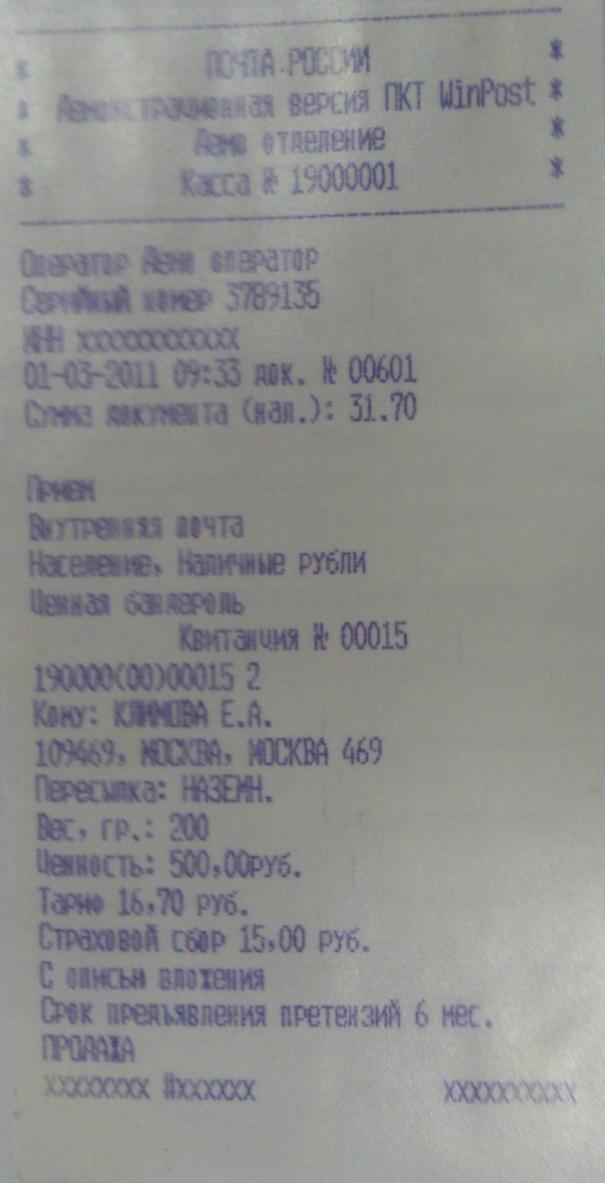 * ПОЧТА РОССИИ *
* Демонстрационная версия ПКТ WinPost *
* Демо отделение *
* Касса № 19000001 *
Оператор Демо оператор
Серийный номер 3789135
ИНН xxxxxxxxxxxx
01-03-2011 09:33 док. № 00601
Сумма документа (нал.): 31.70
Прием
Внутренняя почта
Население, Наличные рубли
Ценная бандероль
Квитанция № 00015
190000(00)00015 2
Кому: КЛИМОВА Е.А.
109469, МОСКВА, МОСКВА 469
Пересылка: НАЗЕМН.
Вес, гр.: 200
Ценность: 500,00руб.
Тариф 16,70 руб.
Страховой сбор 15,00 руб.
С описью вложения
Срок предъявления претензий 6 мес.
ПРОДАЖА
xxxxxxxx #xxxxxx xxxxxxxxxx